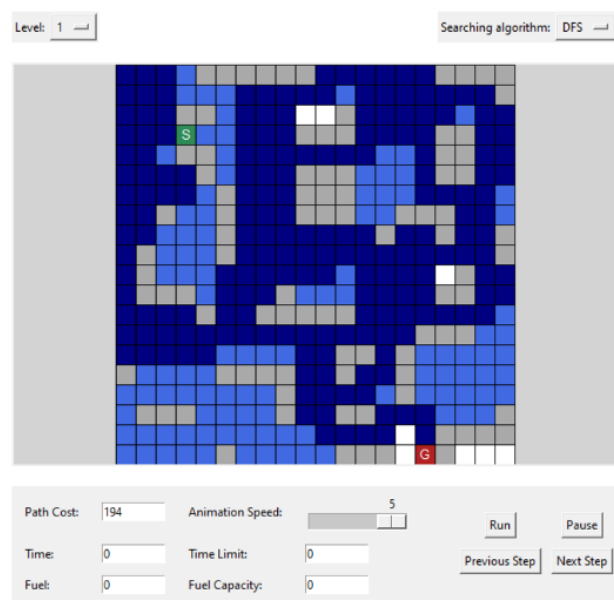 Level: 1 Searching algorithm: DFS
S
G
5
Path Cost: 194 Animation Speed:
Run Pause
Time: 0 Time Limit: 0
Previous Step Next Step
Fuel: 0 Fuel Capacity: 0